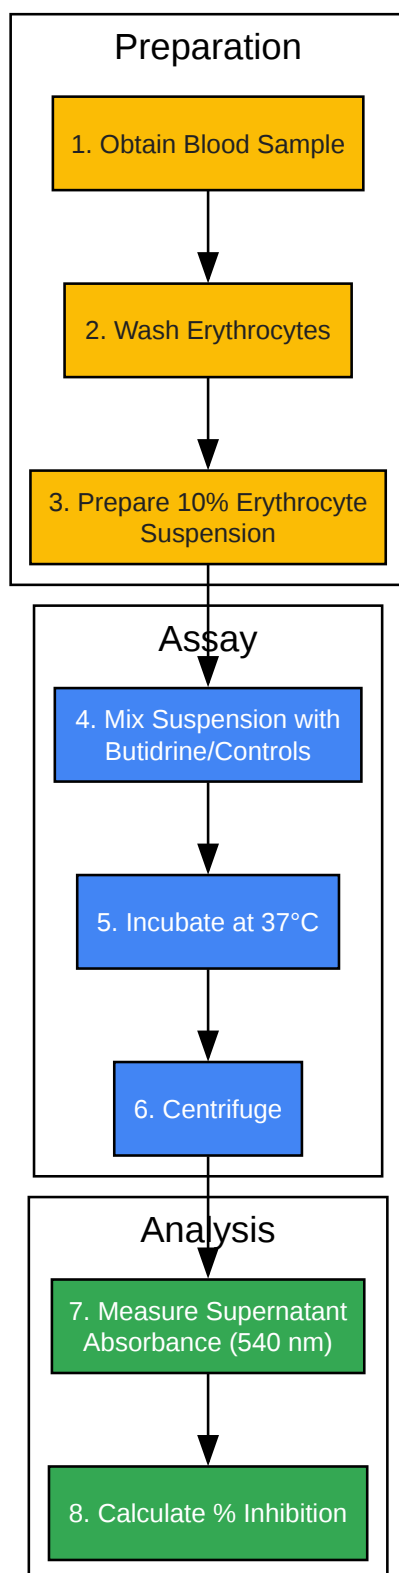 Preparation
1. Obtain Blood Sample
2. Wash Erythrocytes
3. Prepare 10% Erythrocyte
Suspension
Assay
4. Mix Suspension with
Butidrine/Controls
5. Incubate at 37°C
6. Centrifuge
Analysis
7. Measure Supernatant
Absorbance (540 nm)
8. Calculate % Inhibition